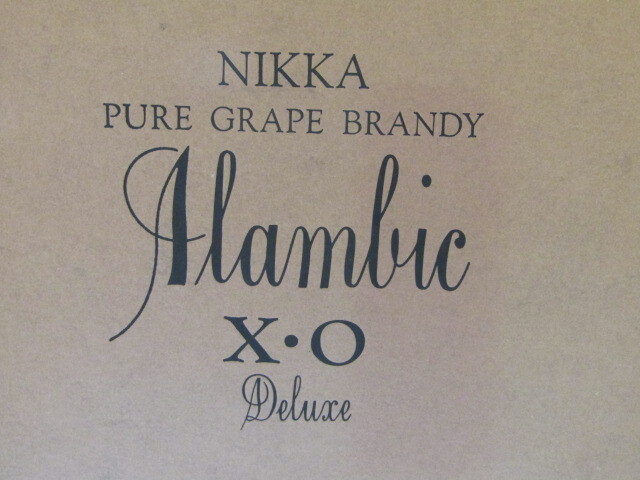 NIKKA
PURE GRAPE BRANDY
Alambic
X•O
Deluxe